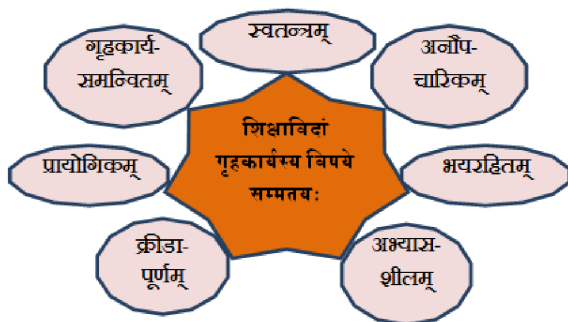 स्वतन्त्रम्
गृहकार्य-
समन्वितम्
अनौप-
चारिकम्
शिक्षाविदां
गृहकार्यस्य विषये
सम्मतयः
प्रायोगिकम्
भयरहितम्
क्रीडा-
पूर्णम्
अभ्यास-
शीलम्